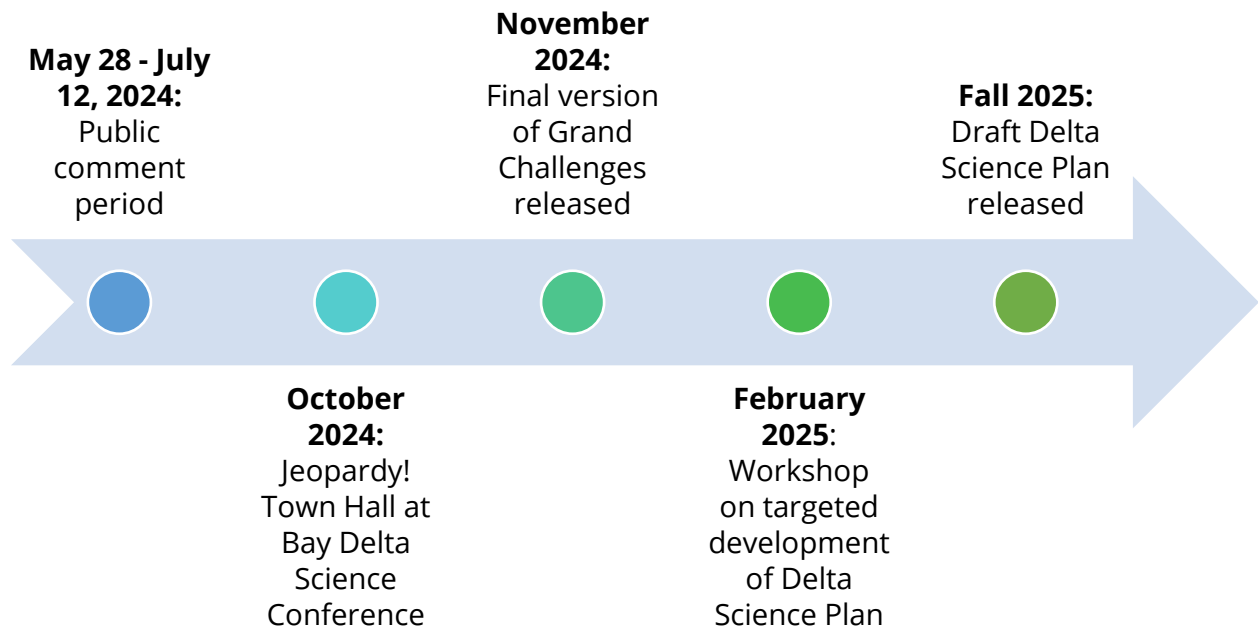 May 28 - July
12, 2024:
Public
comment
period
October
2024:
Jeopardy!
Town Hall at
Bay Delta
Science
Conference
November
2024:
Final version
of Grand
Challenges
released
February
2025:
Workshop
on targeted
development
of Delta
Science Plan
Fall 2025:
Draft Delta
Science Plan
released